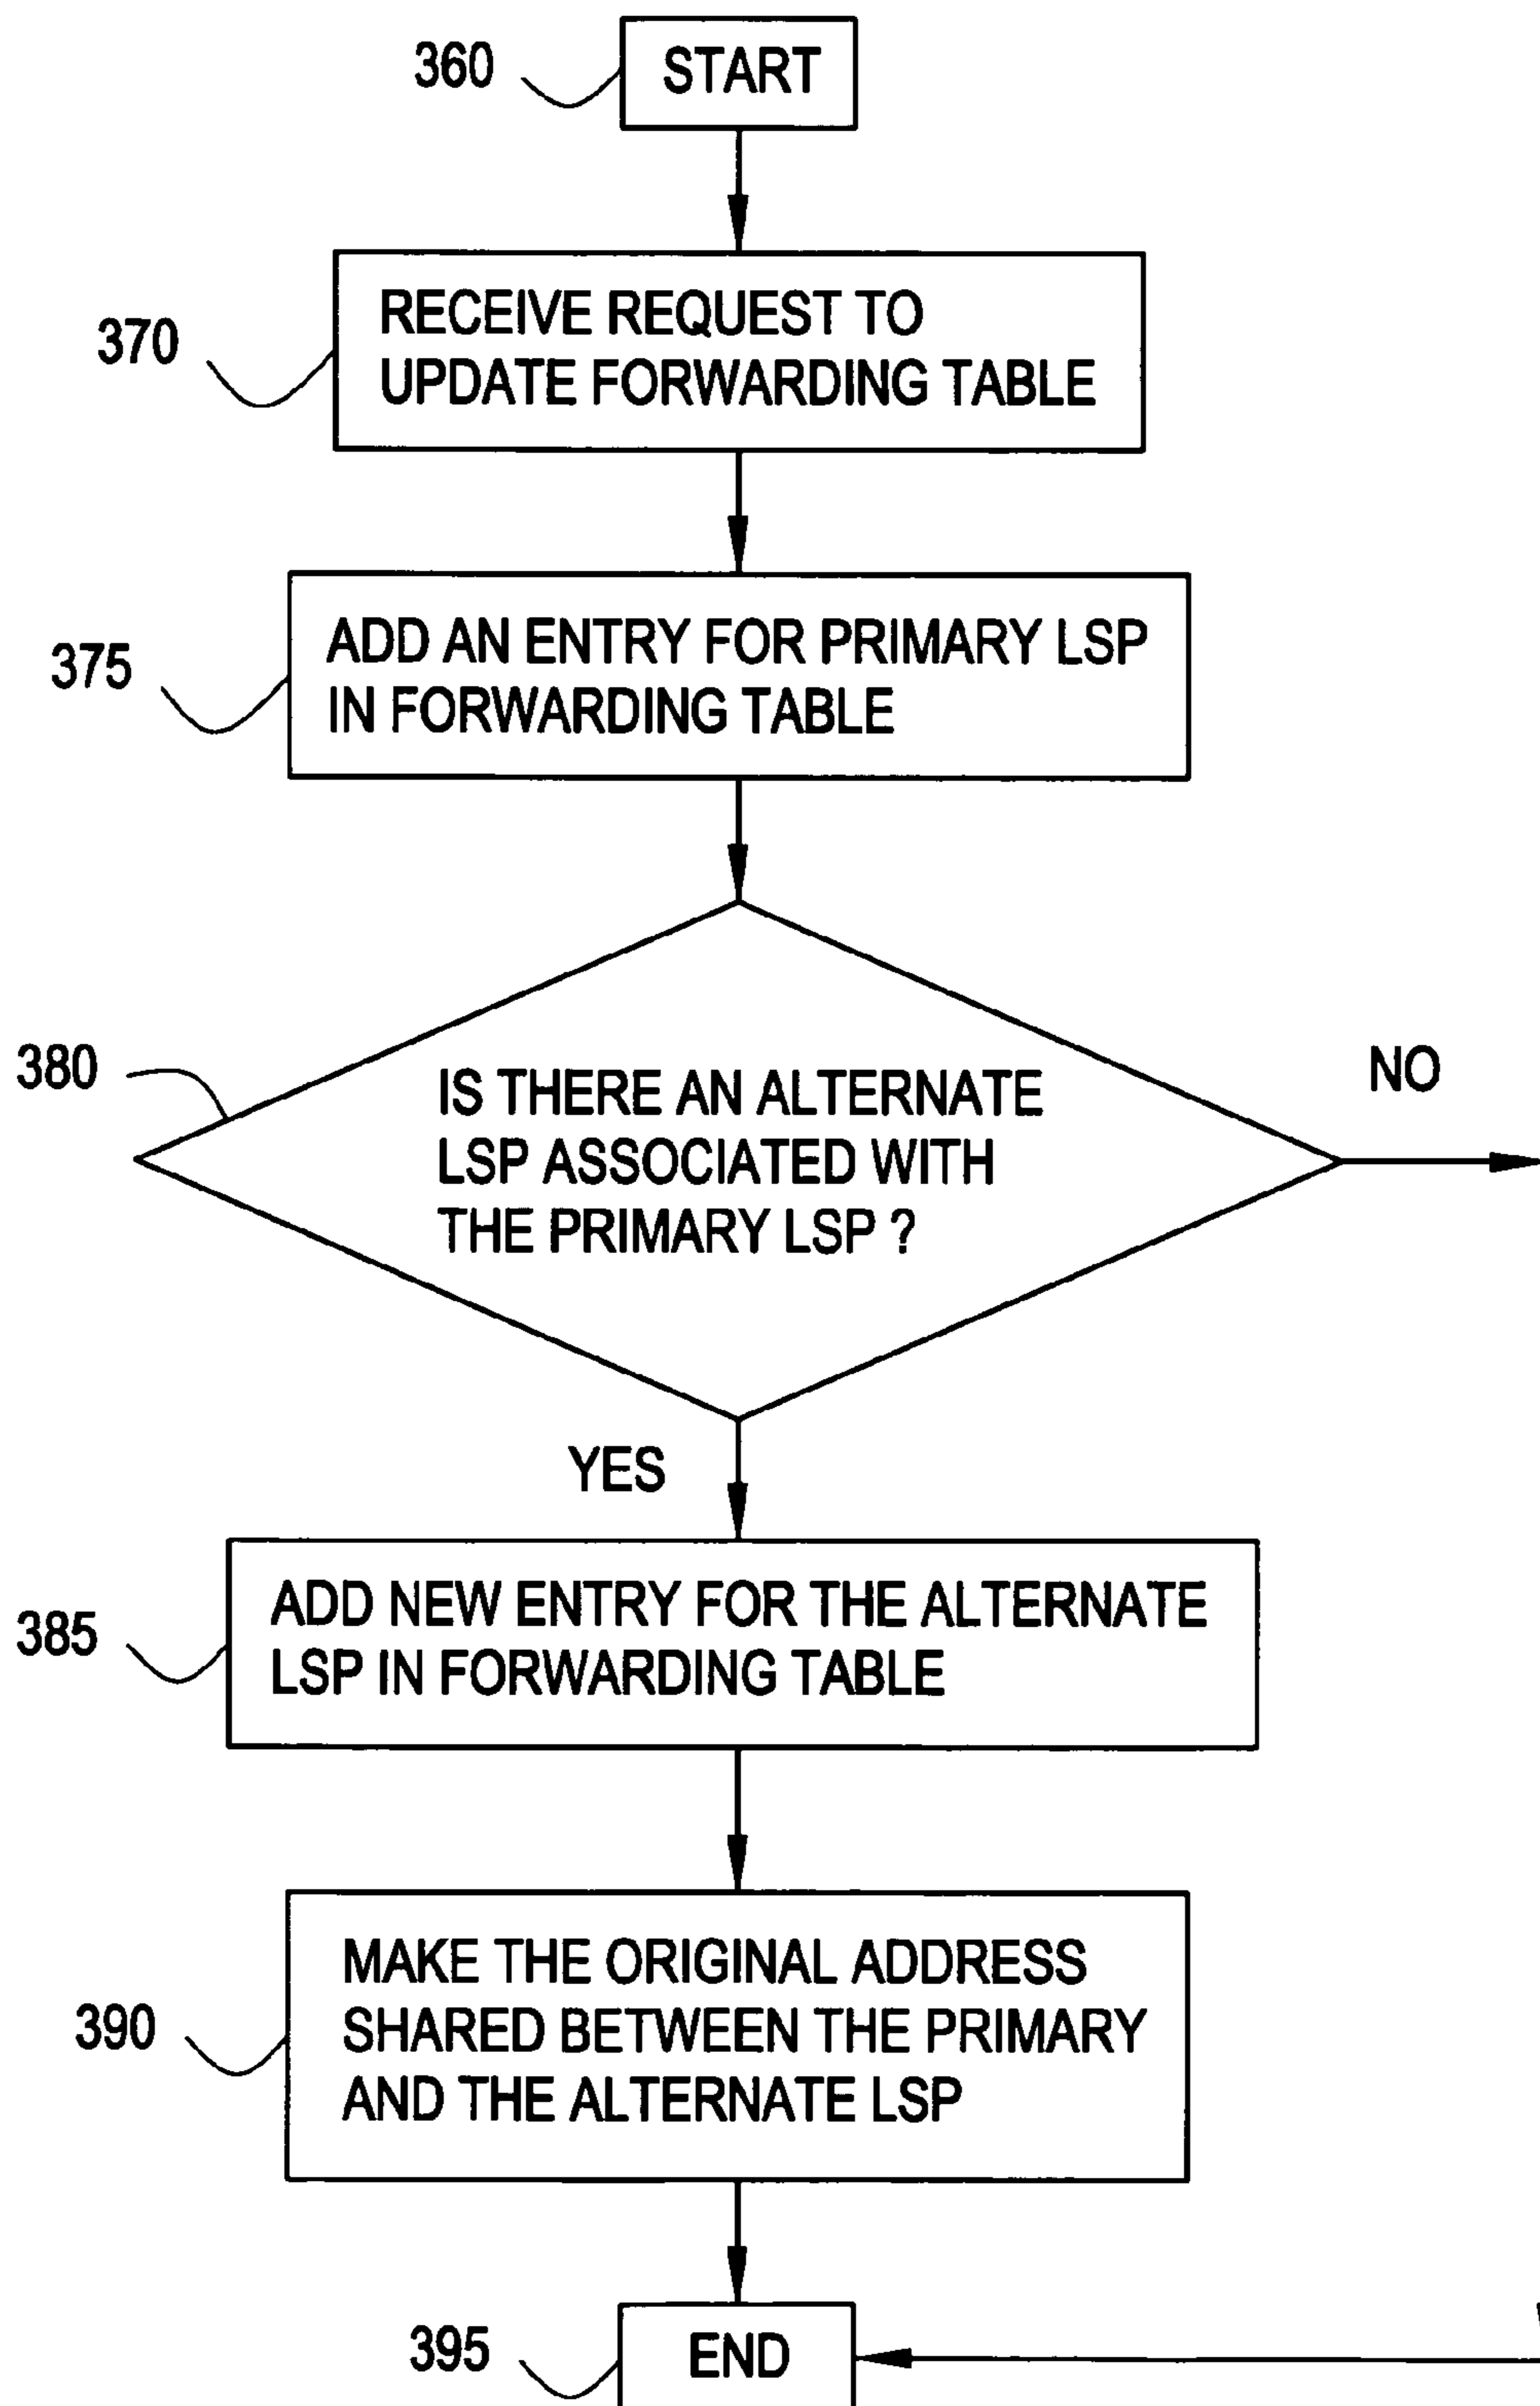 360
START
370
RECEIVE REQUEST TO
UPDATE FORWARDING TABLE
375
ADD AN ENTRY FOR PRIMARY LSP
IN FORWARDING TABLE
380
IS THERE AN ALTERNATE
LSP ASSOCIATED WITH
THE PRIMARY LSP ?
NO
YES
385
ADD NEW ENTRY FOR THE ALTERNATE
LSP IN FORWARDING TABLE
390
MAKE THE ORIGINAL ADDRESS
SHARED BETWEEN THE PRIMARY
AND THE ALTERNATE LSP
395
END